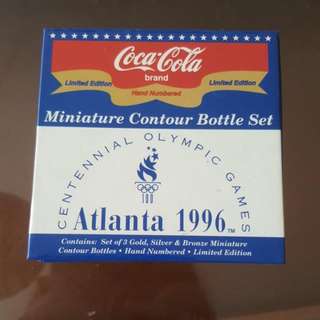 Coca-Cola
brand
Limited Edition Limited Edition
Hand Numbered
Miniature Contour Bottle Set
CENTENNIAL OLYMPIC GAMES
100
Atlanta 1996™
Contains: Set of 3 Gold, Silver & Bronze Miniature
Contour Bottles • Hand Numbered • Limited Edition